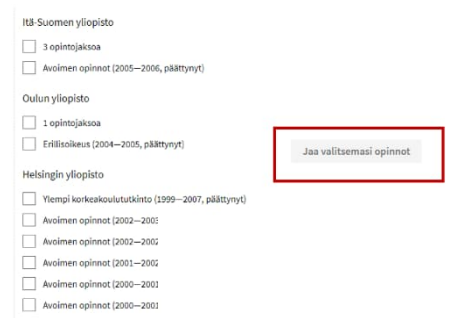 Itä-Suomen yliopisto
3 opintojaksoa
Avoimen opinnot (2005—2006, päättynyt)
Oulun yliopisto
1 opintojaksoa
Erillisoikeus (2004—2005, päättynyt)
Jaa valitsemasi opinnot
Helsingin yliopisto
Ylempi korkeakoulututkinto (1999—2007, päättynyt)
Avoimen opinnot (2002—2003
Avoimen opinnot (2002—2002
Avoimen opinnot (2001—2002
Avoimen opinnot (2000—2001
Avoimen opinnot (2000—2001